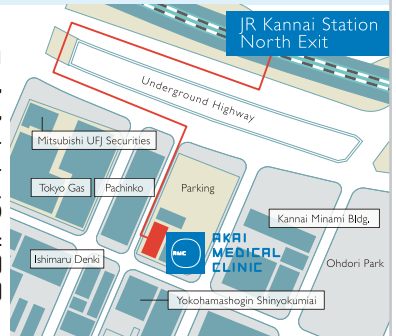 JR Kannai Station
North Exit
Underground Highway
Mitsubishi UFJ Securities
Tokyo Gas
Pachinko
Parking
Kannai Minami Bldg.
Ishimaru Denki
AMC
AKAI
MEDICAL
CLINIC
Ohdori Park
Yokohamashogin Shinyokumiai